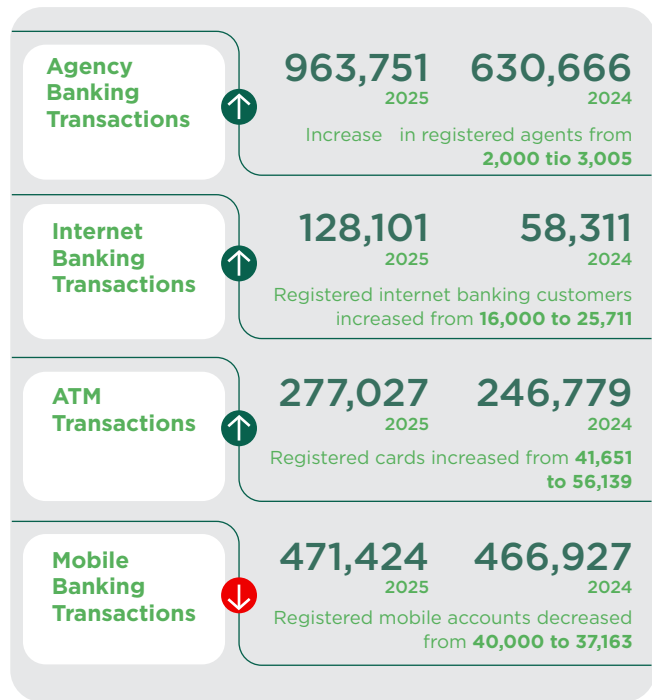 Agency
Banking
Transactions
963,751 630,666
2025 2024
Increase in registered agents from
2,000 tio 3,005
Internet
Banking
Transactions
128,101 58,311
2025 2024
Registered internet banking customers
increased from 16,000 to 25,711
ATM
Transactions
277,027 246,779
2025 2024
Registered cards increased from 41,651
to 56,139
Mobile
Banking
Transactions
471,424 466,927
2025 2024
Registered mobile accounts decreased
from 40,000 to 37,163